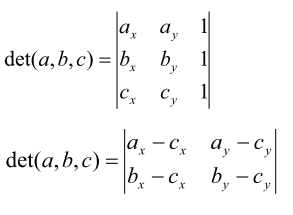 det(a,b,c) = |a_x a_y 1|
|b_x b_y 1|
|c_x c_y 1|
det(a,b,c) = |a_x − c_x a_y − c_y|
|b_x − c_x b_y − c_y|